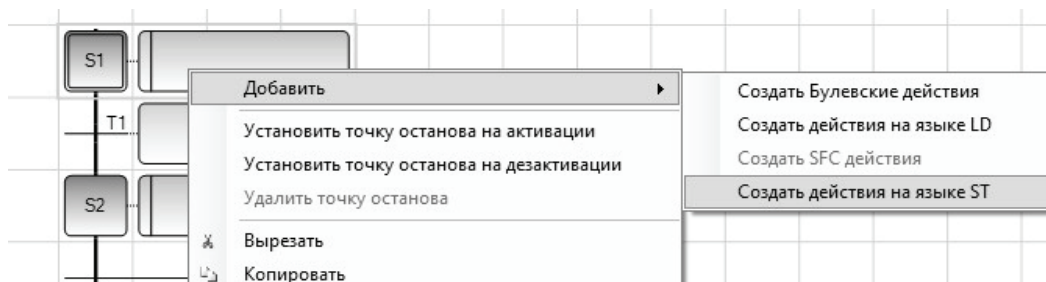 S1
Добавить
Создать Булевские действия
T1
Установить точку останова на активации
Создать действия на языке LD
Установить точку останова на дезактивации
Создать SFC действия
S2
Удалить точку останова
Создать действия на языке ST
Вырезать
Копировать